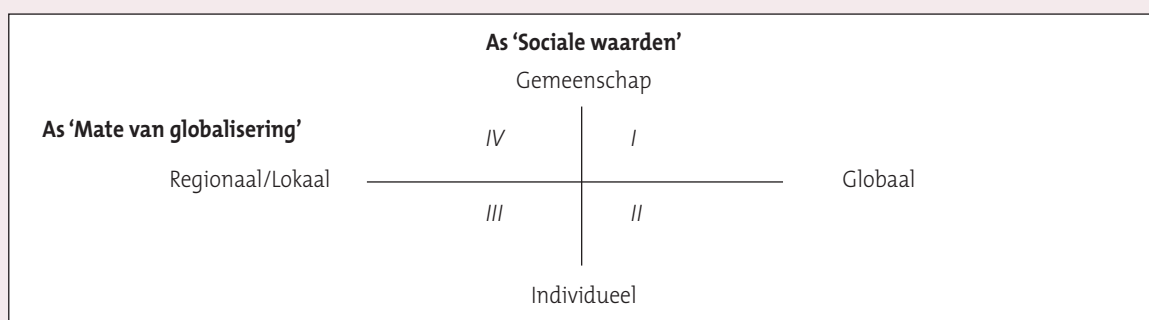 As ‘Sociale waarden’
Gemeenschap
As ‘Mate van globalisering’
IV I
Regionaal/Lokaal Globaal
III II
Individueel